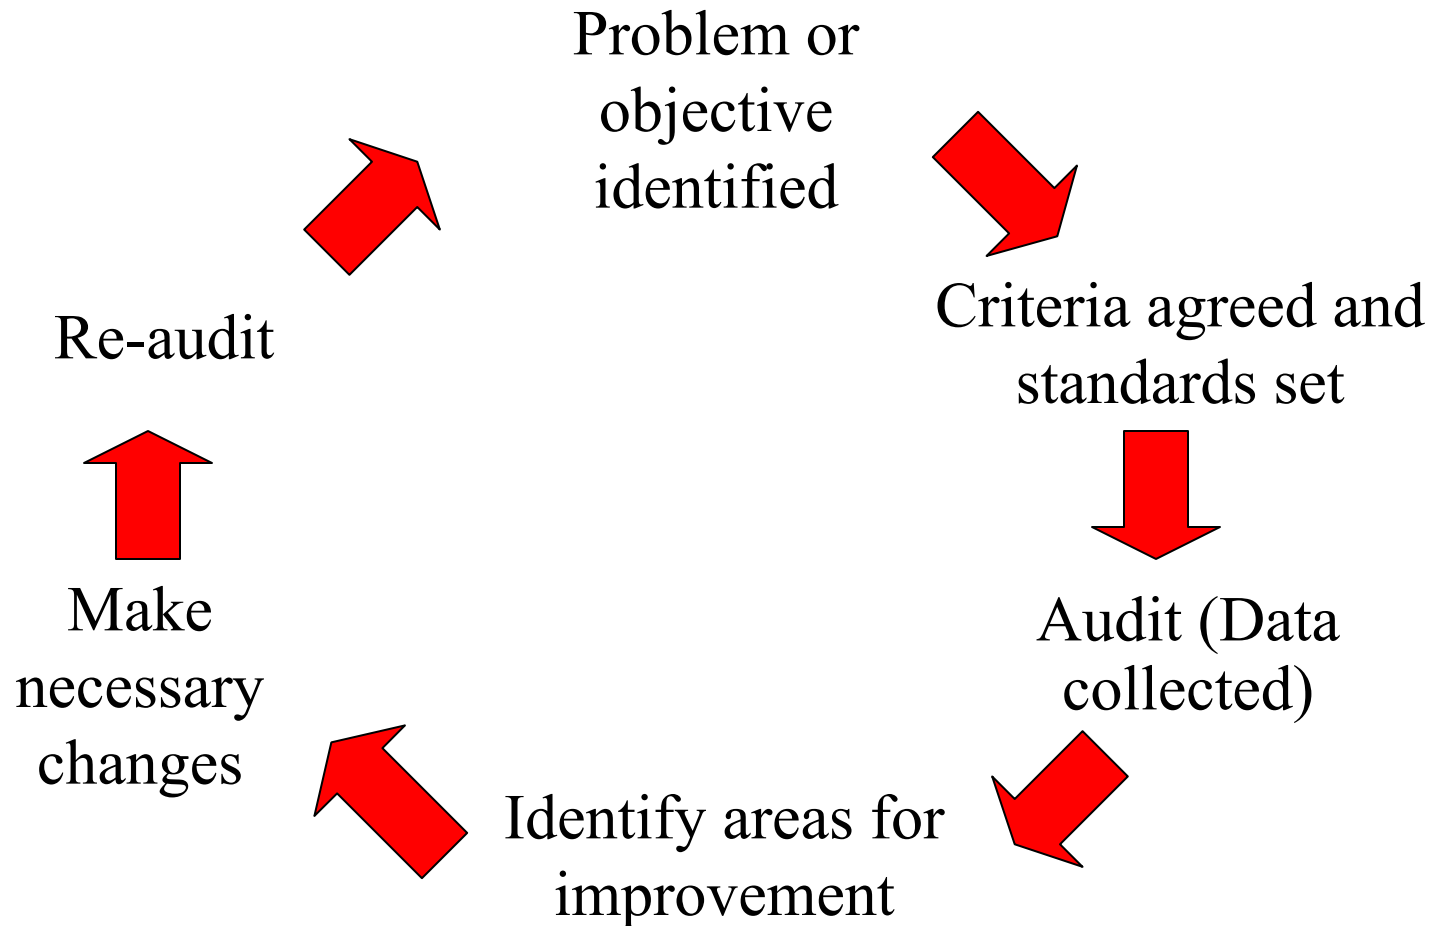 Problem or
objective
identified
Criteria agreed and
standards set
Audit (Data
collected)
Identify areas for
improvement
Make
necessary
changes
Re-audit